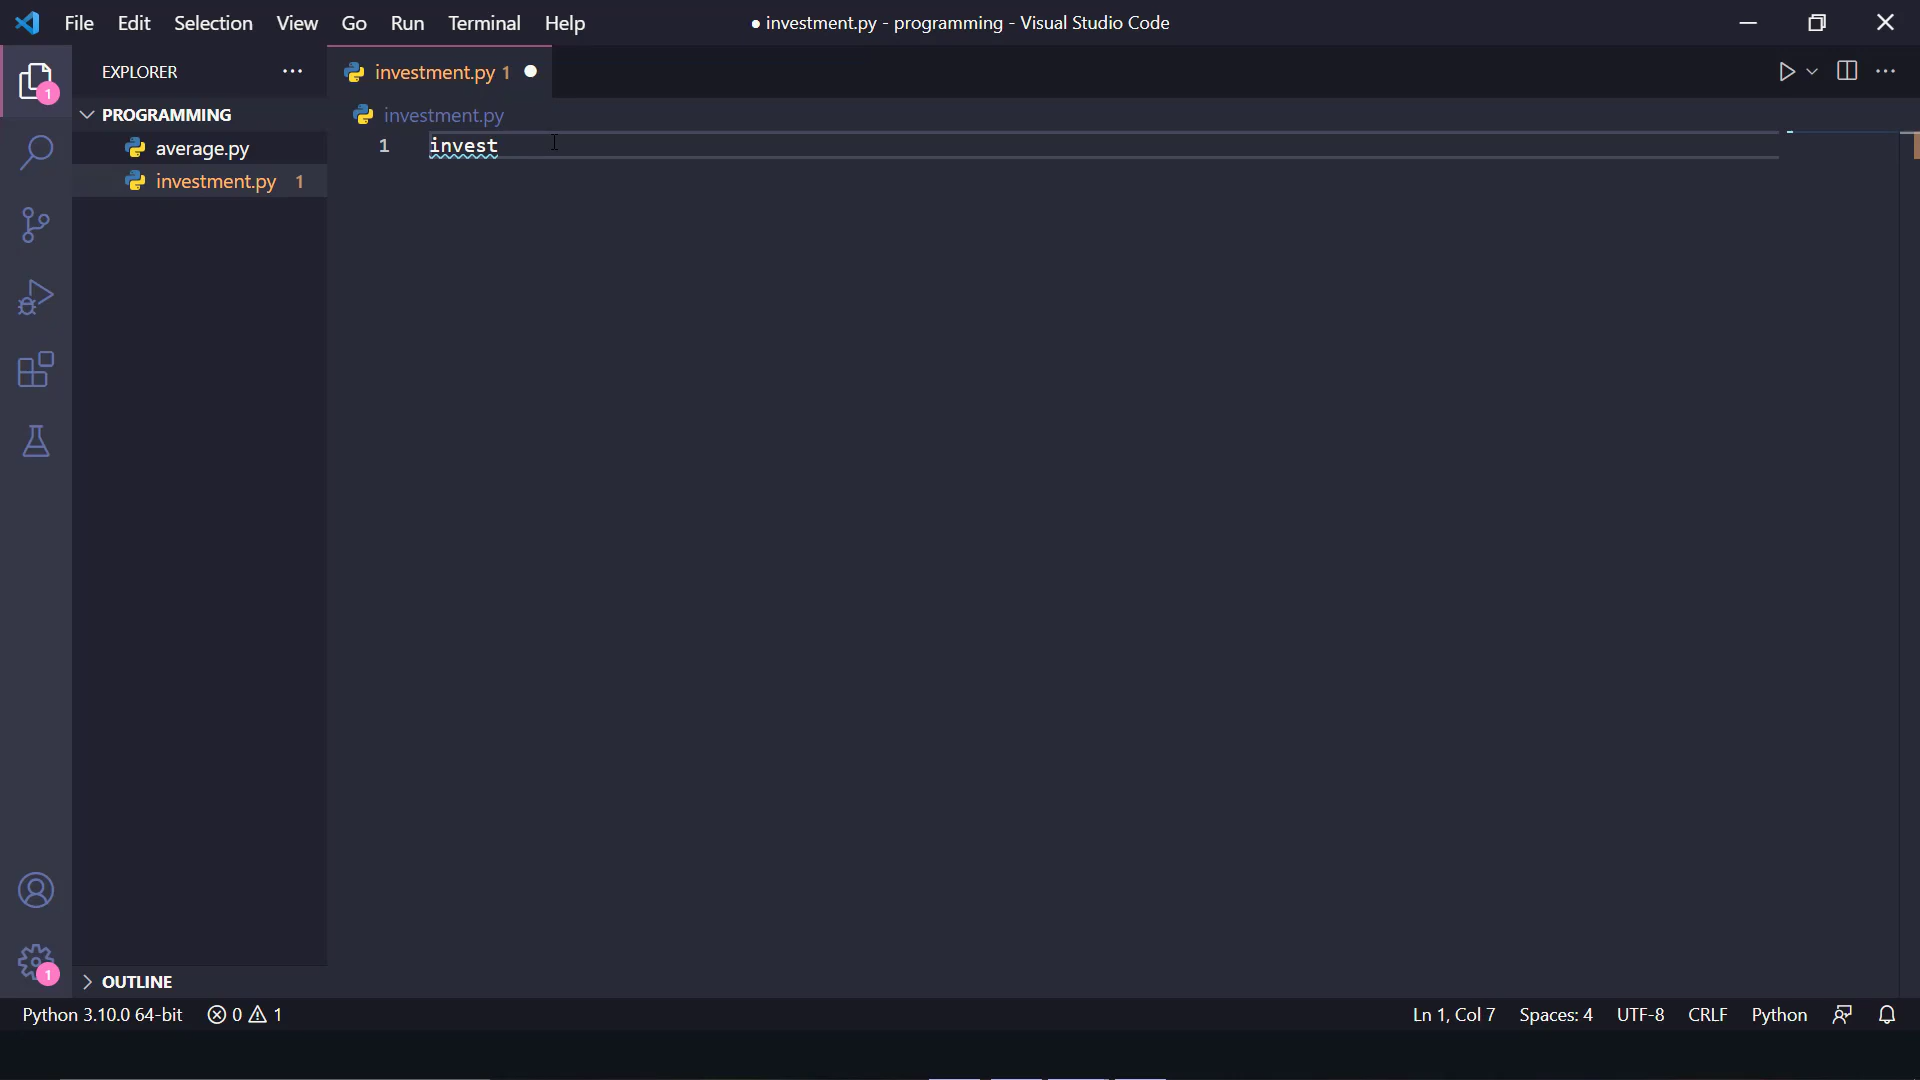 File Edit Selection View Go Run Terminal Help
● investment.py - programming - Visual Studio Code
EXPLORER
investment.py 1
1
PROGRAMMING
investment.py
average.py
1 invest
investment.py 1
1
OUTLINE
Python 3.10.0 64-bit 0 1
Ln 1, Col 7 Spaces: 4 UTF-8 CRLF Python